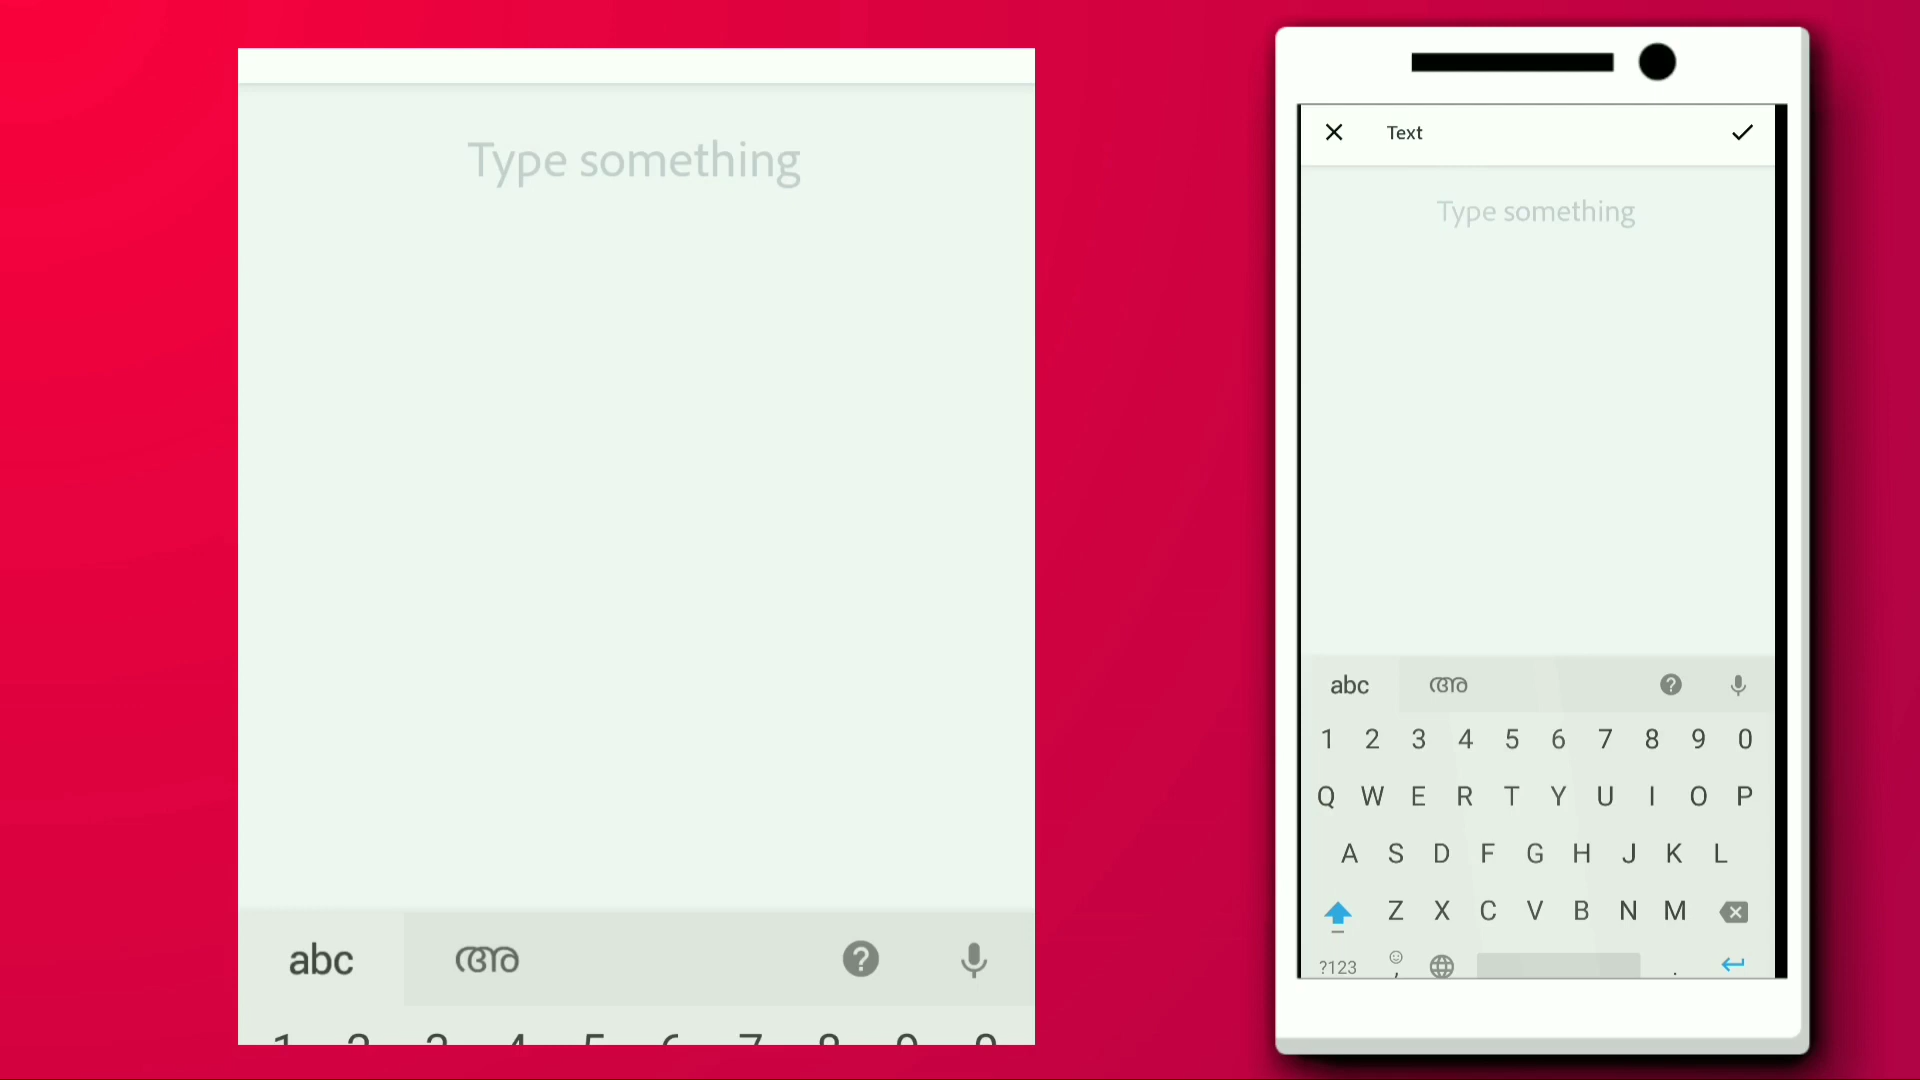 Type something
abc അ
1 2 3 4 5 6 7 8 9 0
Text
Type something
abc അ
1 2 3 4 5 6 7 8 9 0
Q W E R T Y U I O P
A S D F G H J K L
Z X C V B N M
?123 , .